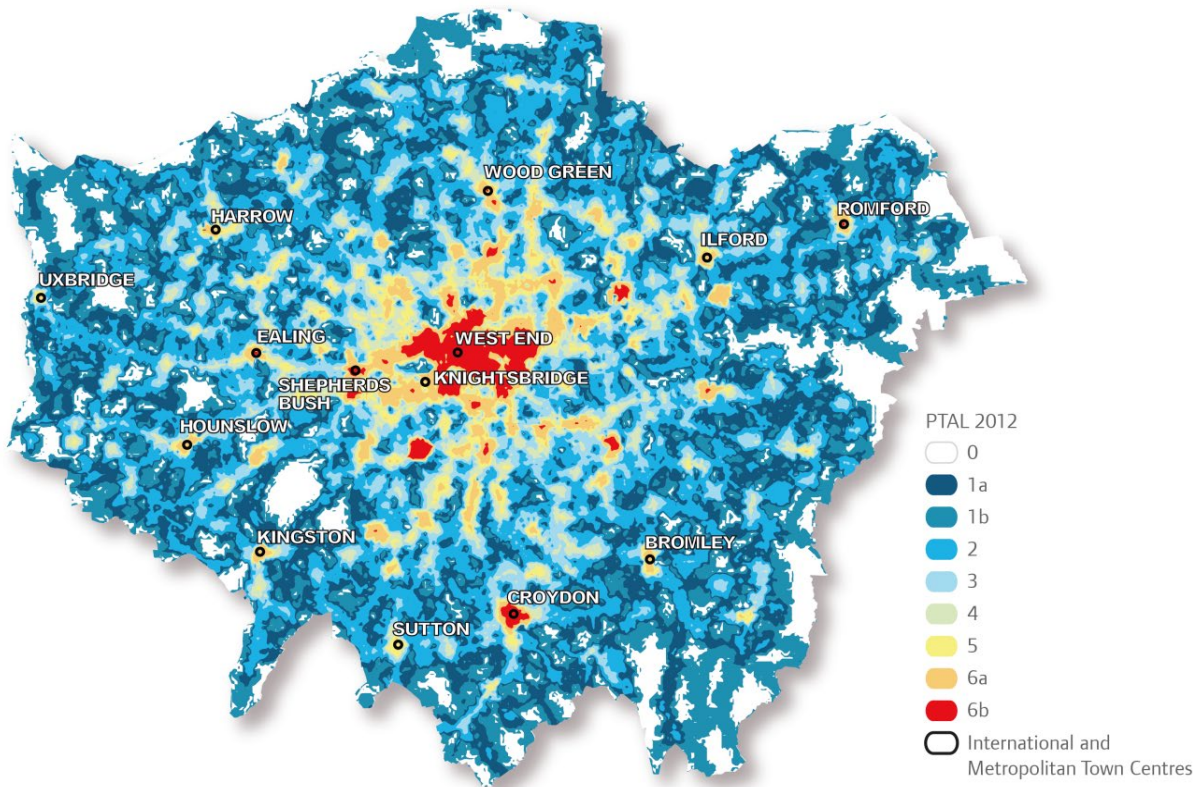 WOOD GREEN
HARROW
ROMFORD
ILFORD
UXBRIDGE
EALING
WEST END
SHEPHERDS
BUSH
KNIGHTSBRIDGE
HOUNSLOW
KINGSTON
BROMLEY
CROYDON
SUTTON
PTAL 2012
0
1a
1b
2
3
4
5
6a
6b
International and
Metropolitan Town Centres